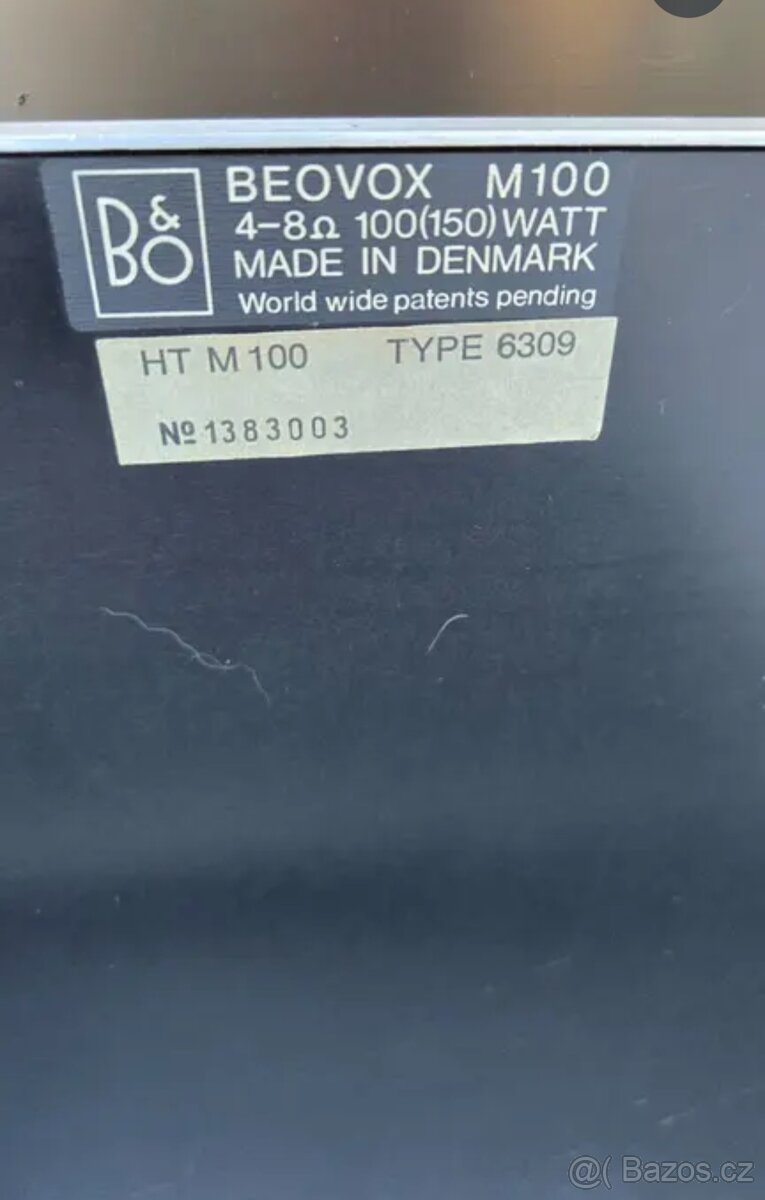 B&O
BEOVOX M100
4-8Ω 100(150) WATT
MADE IN DENMARK
World wide patents pending
HT M 100 TYPE 6309
Nº 1383003
@( Bazos.cz